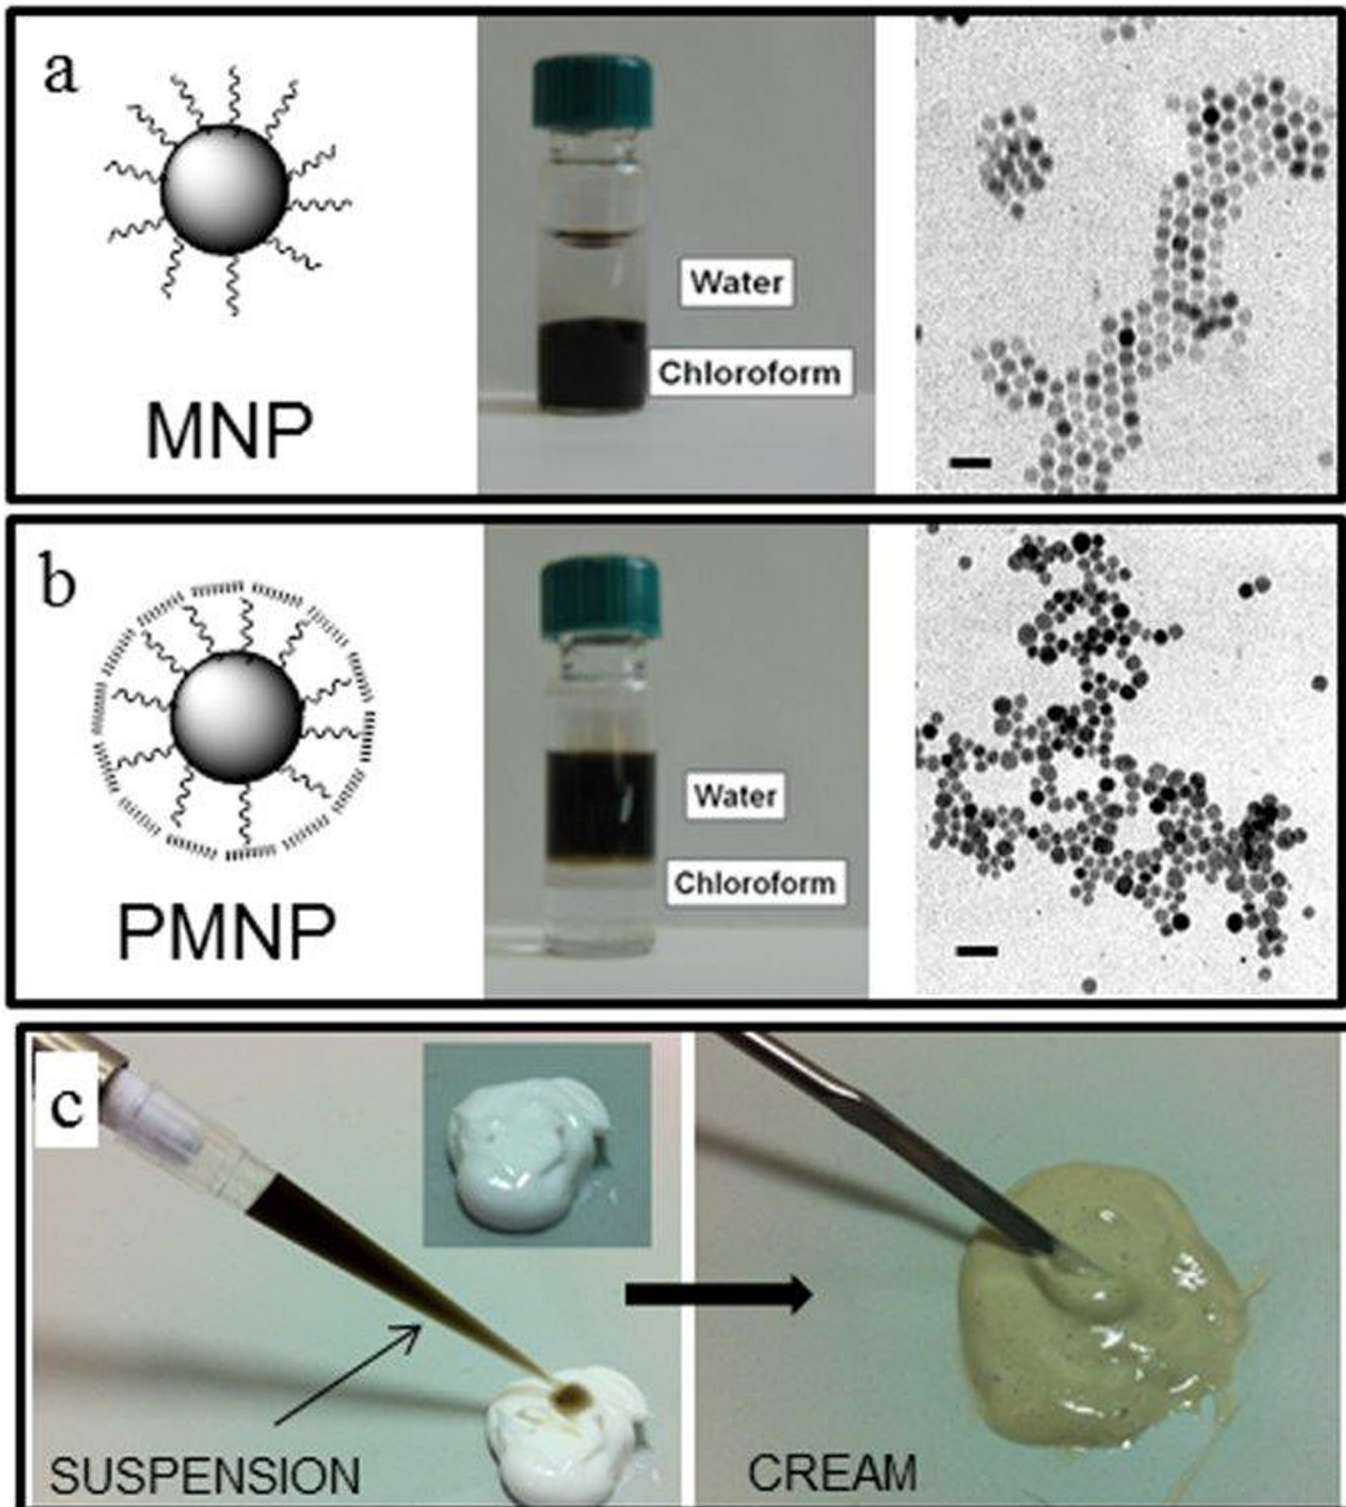 a
Water
Chloroform
MNP
b
Water
Chloroform
PMNP
c
SUSPENSION
CREAM